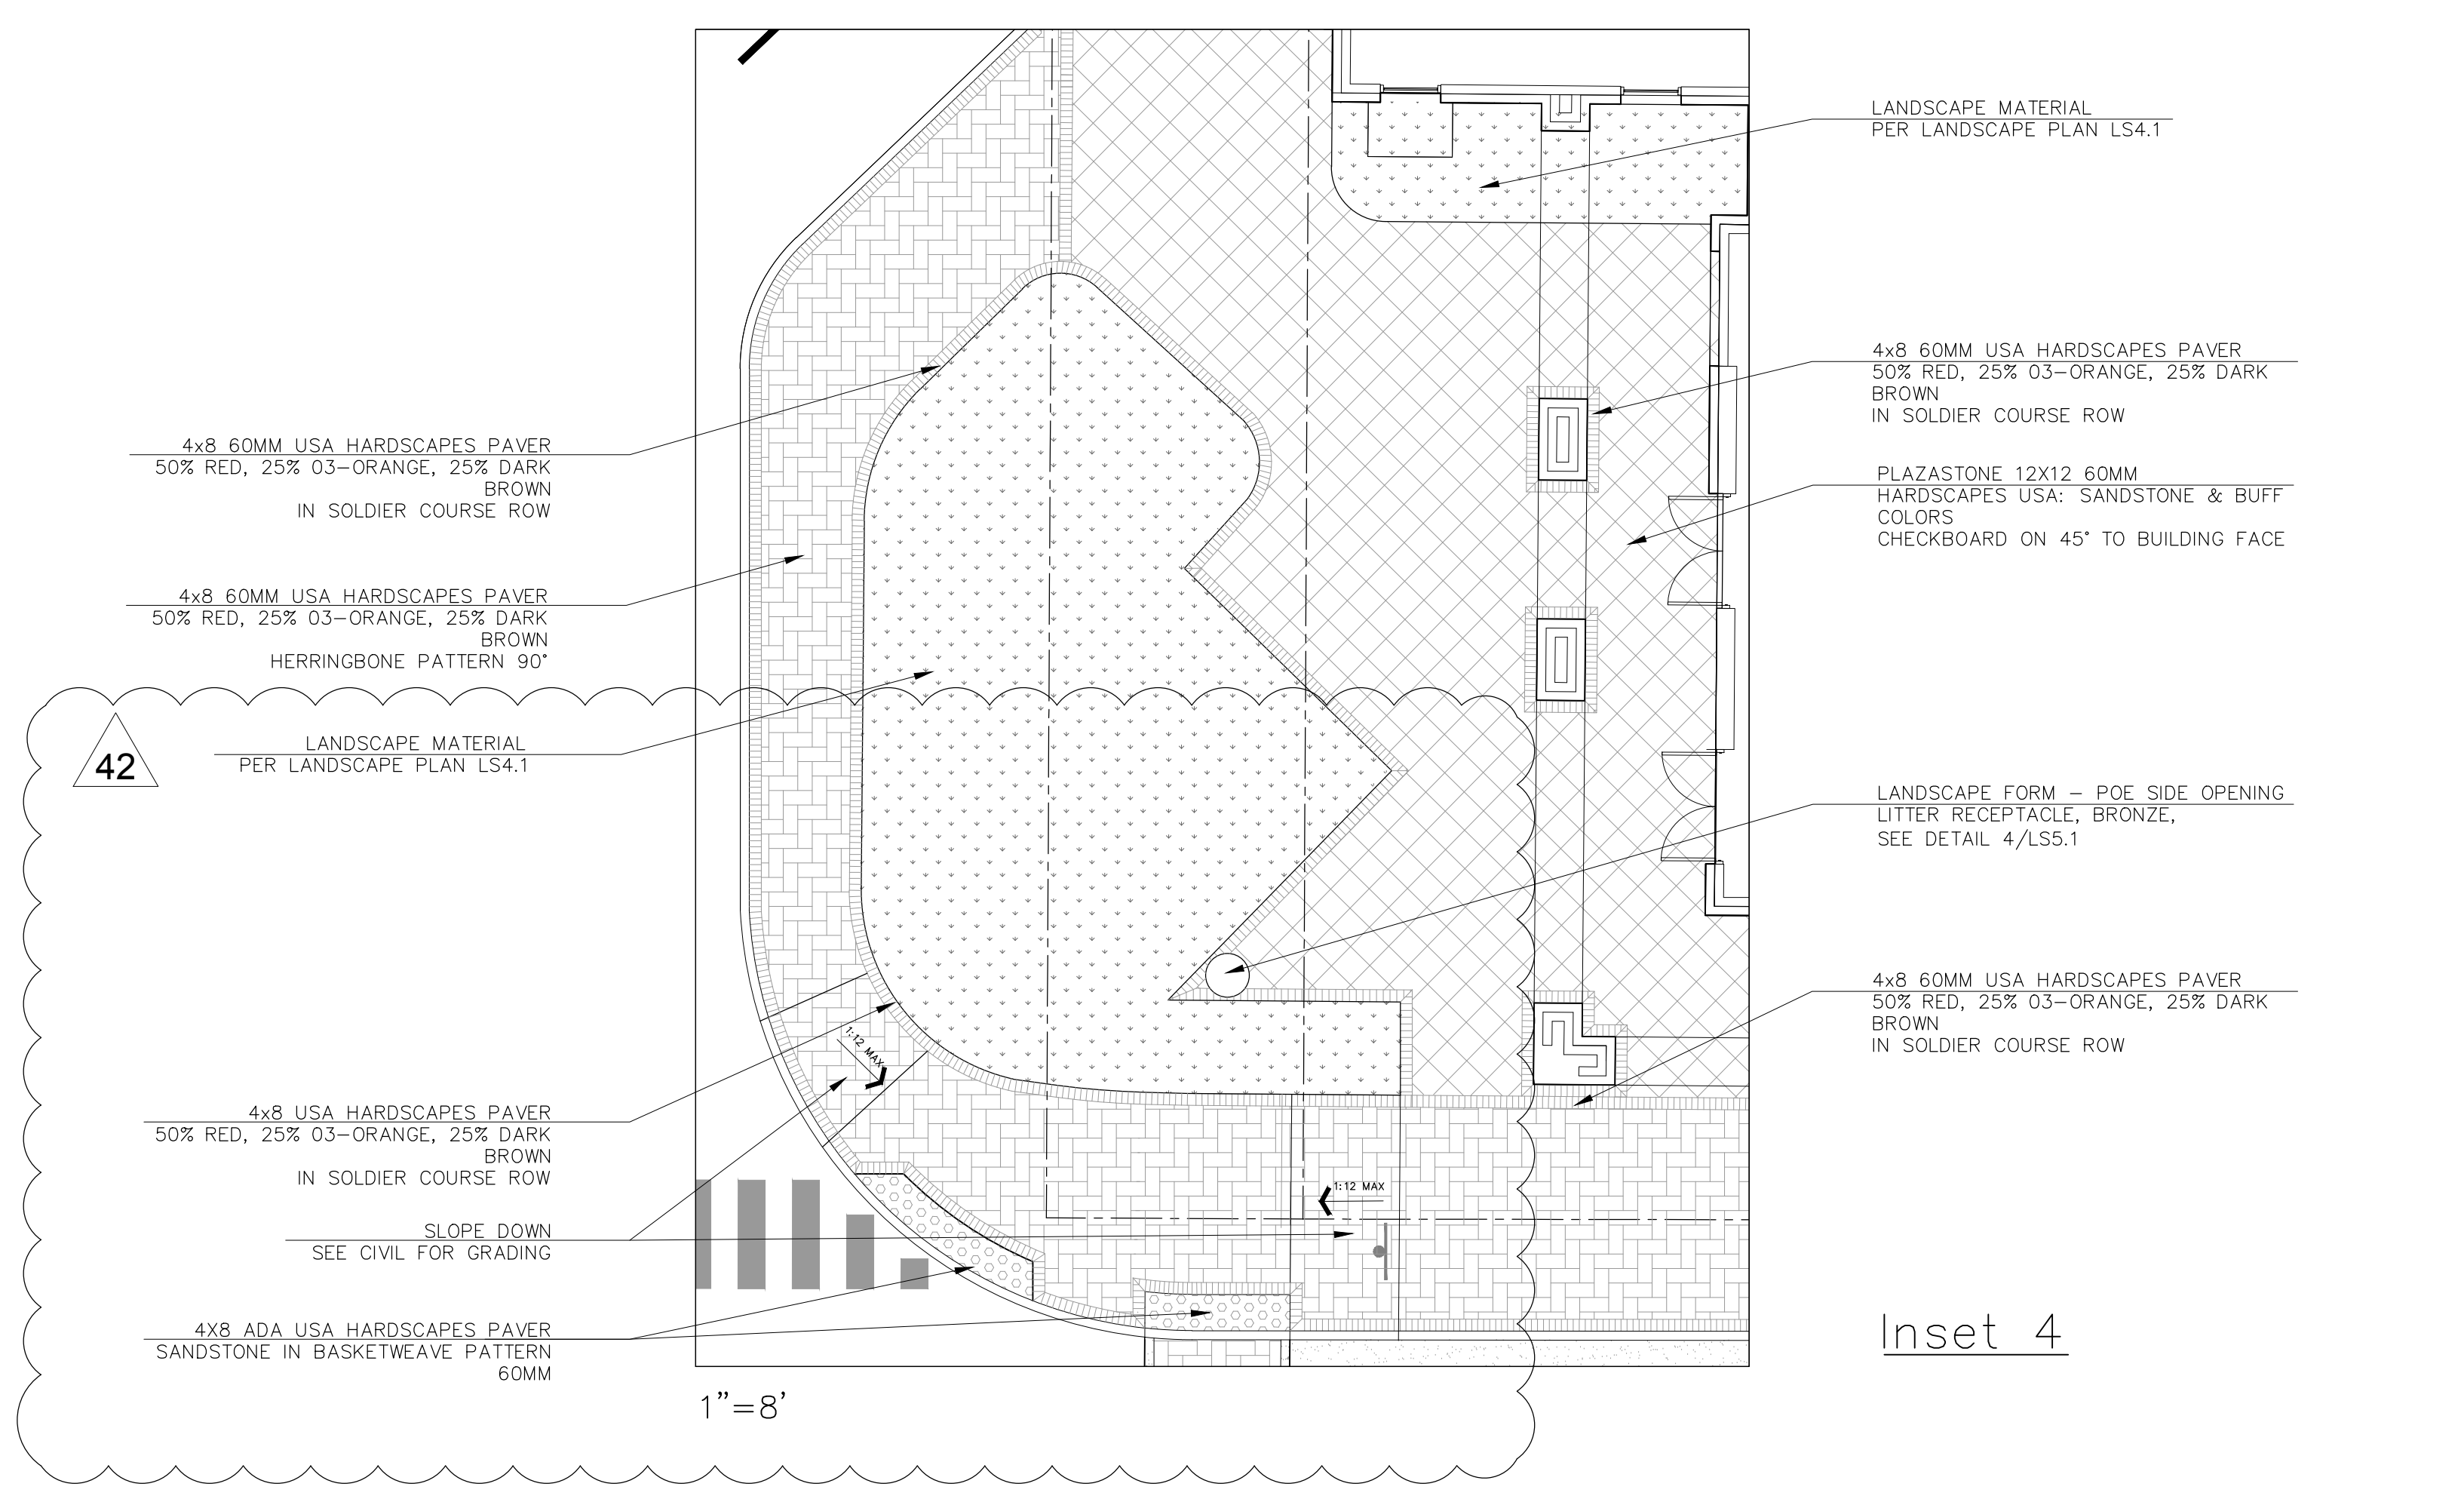 LANDSCAPE MATERIAL
PER LANDSCAPE PLAN LS4.1
4x8 60MM USA HARDSCAPES PAVER
50% RED, 25% 03-ORANGE, 25% DARK
BROWN
IN SOLDIER COURSE ROW
PLAZASTONE 12X12 60MM
HARDSCAPES USA: SANDSTONE & BUFF
COLORS
CHECKBOARD ON 45° TO BUILDING FACE
4x8 60MM USA HARDSCAPES PAVER
50% RED, 25% 03-ORANGE, 25% DARK
BROWN
IN SOLDIER COURSE ROW
4x8 60MM USA HARDSCAPES PAVER
50% RED, 25% 03-ORANGE, 25% DARK
BROWN
HERRINGBONE PATTERN 90°
42
LANDSCAPE MATERIAL
PER LANDSCAPE PLAN LS4.1
LANDSCAPE FORM - POE SIDE OPENING
LITTER RECEPTACLE, BRONZE,
SEE DETAIL 4/LS5.1
4x8 60MM USA HARDSCAPES PAVER
50% RED, 25% 03-ORANGE, 25% DARK
BROWN
IN SOLDIER COURSE ROW
1:12 MAX
4x8 USA HARDSCAPES PAVER
50% RED, 25% 03-ORANGE, 25% DARK
BROWN
IN SOLDIER COURSE ROW
1:12 MAX
SLOPE DOWN
SEE CIVIL FOR GRADING
4X8 ADA USA HARDSCAPES PAVER
SANDSTONE IN BASKETWEAVE PATTERN
60MM
Inset 4
1"=8'